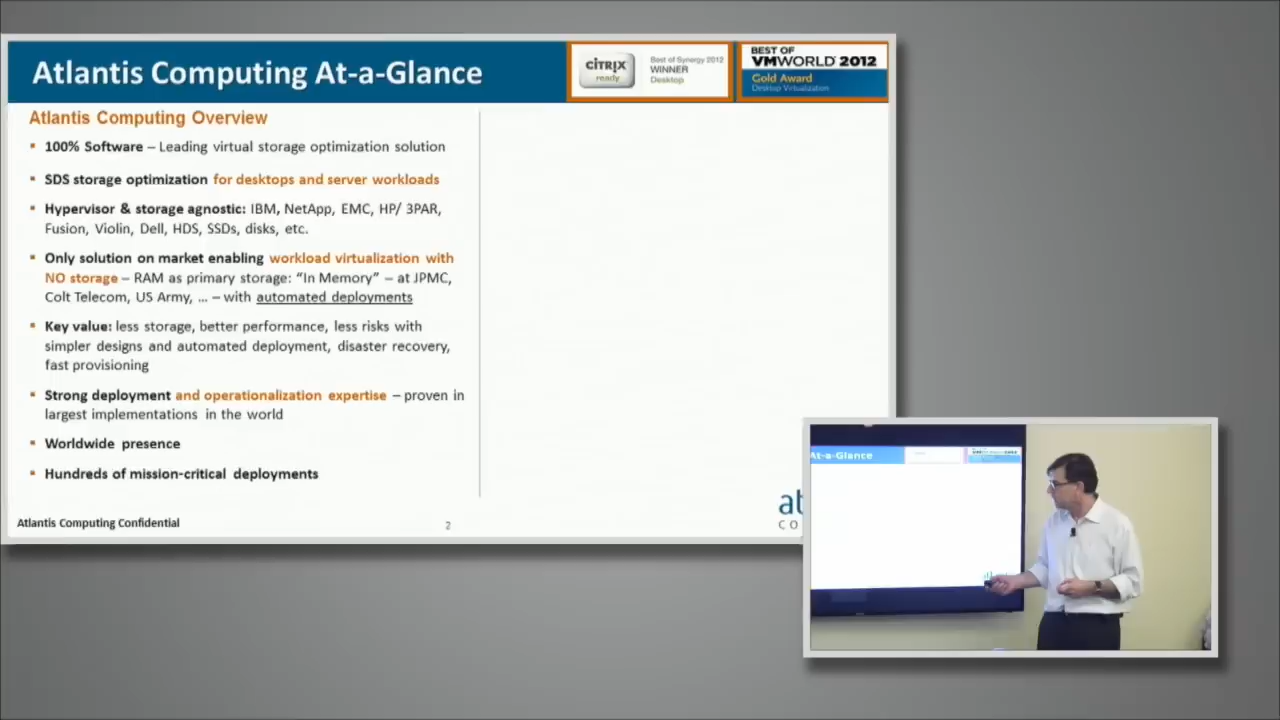 Atlantis Computing At-a-Glance
CITRIX
ready
Best of Synergy 2012
WINNER
Desktop
BEST OF
VMWORLD 2012
Gold Award
Desktop Virtualization
Atlantis Computing Overview
100% Software – Leading virtual storage optimization solution
SDS storage optimization for desktops and server workloads
Hypervisor & storage agnostic: IBM, NetApp, EMC, HP/ 3PAR,
Fusion, Violin, Dell, HDS, SSDs, disks, etc.
Only solution on market enabling workload virtualization with
NO storage – RAM as primary storage: “In Memory” – at JPMC,
Colt Telecom, US Army, ... – with automated deployments
Key value: less storage, better performance, less risks with
simpler designs and automated deployment, disaster recovery,
fast provisioning
Strong deployment and operationalization expertise – proven in
largest implementations in the world
Worldwide presence
Hundreds of mission-critical deployments
Atlantis Computing Confidential
2
at
CO
At-a-Glance